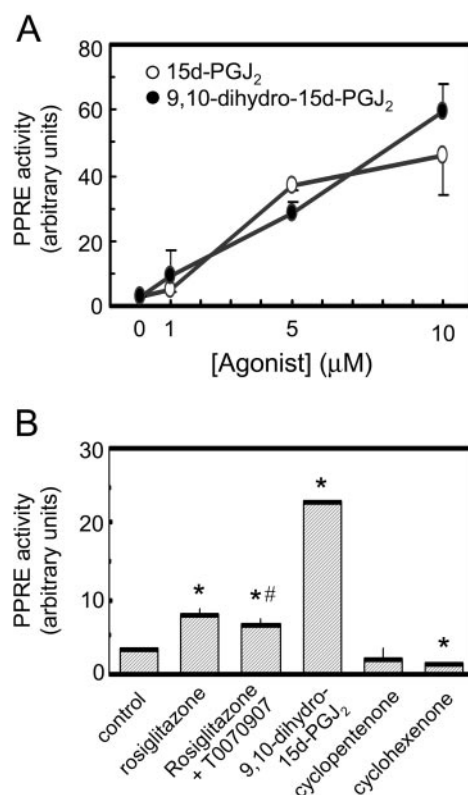 A
PPRE activity
(arbitrary units)
80
60
40
20
0
15d-PGJ2
9,10-dihydro-15d-PGJ2
0 1 5 10
[Agonist] (μM)
B
PPRE activity
(arbitrary units)
30
20
10
0
*
*#
*
*
control
rosiglitazone
Rosiglitazone
+ T0070907
9,10-dihydro-
15d-PGJ2
cyclopentenone
cyclohexenone